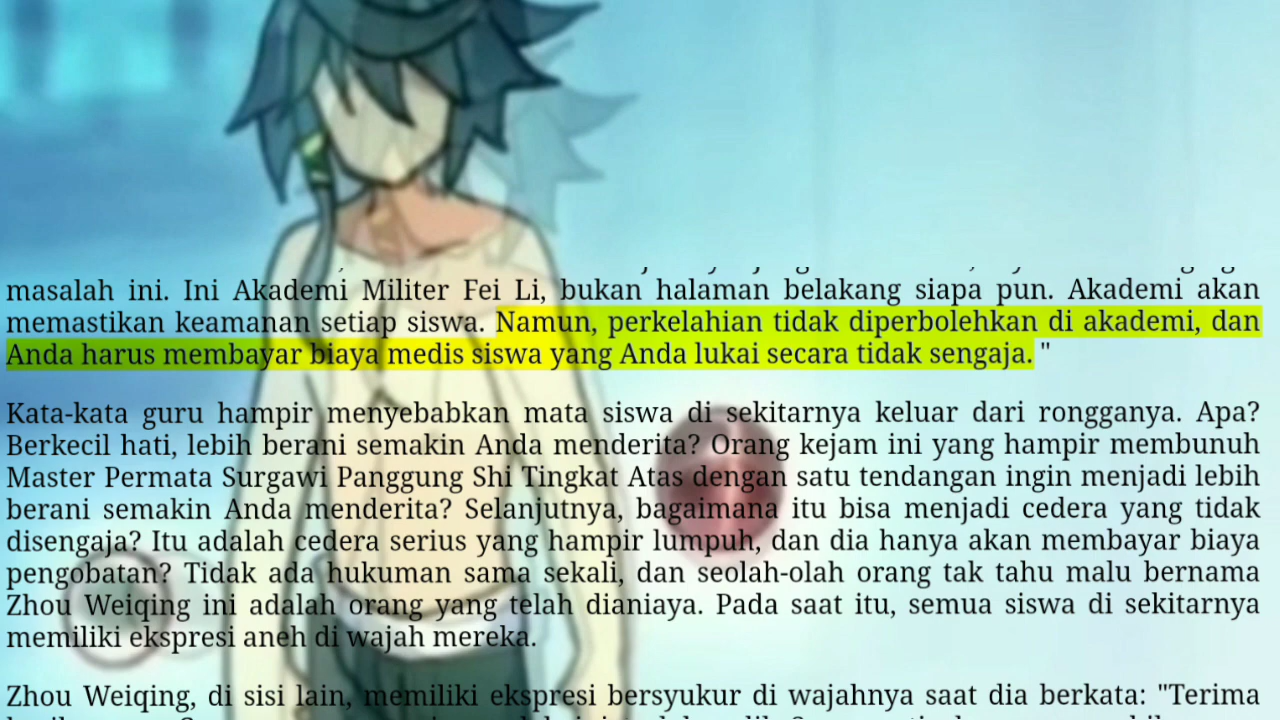 masalah ini. Ini Akademi Militer Fei Li, bukan halaman belakang siapa pun. Akademi akan
memastikan keamanan setiap siswa. Namun, perkelahian tidak diperbolehkan di akademi, dan
Anda harus membayar biaya medis siswa yang Anda lukai secara tidak sengaja. "
Kata-kata guru hampir menyebabkan mata siswa di sekitarnya keluar dari rongganya. Apa?
Berkecil hati, lebih berani semakin Anda menderita? Orang kejam ini yang hampir membunuh
Master Permata Surgawi Panggung Shi Tingkat Atas dengan satu tendangan ingin menjadi lebih
berani semakin Anda menderita? Selanjutnya, bagaimana itu bisa menjadi cedera yang tidak
disengaja? Itu adalah cedera serius yang hampir lumpuh, dan dia hanya akan membayar biaya
pengobatan? Tidak ada hukuman sama sekali, dan seolah-olah orang tak tahu malu bernama
Zhou Weiqing ini adalah orang yang telah dianiaya. Pada saat itu, semua siswa di sekitarnya
memiliki ekspresi aneh di wajah mereka.
Zhou Weiqing, di sisi lain, memiliki ekspresi bersyukur di wajahnya saat dia berkata: "Terima